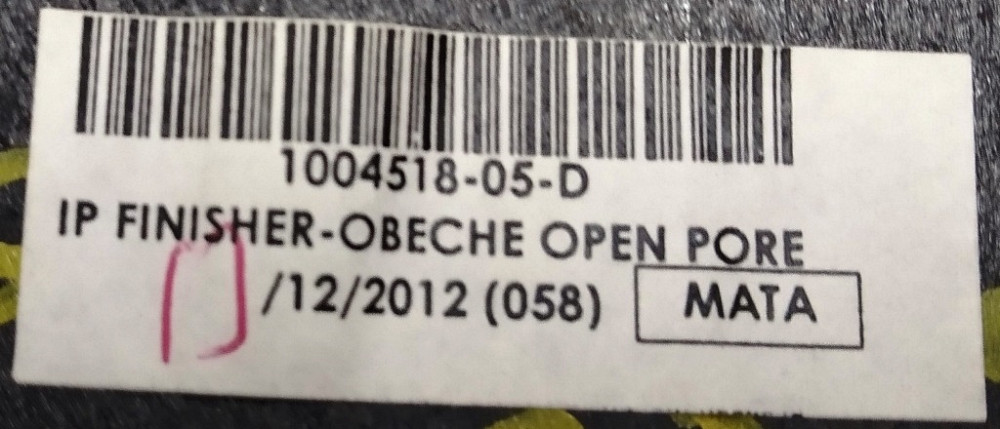 1004518-05-D
IP FINISHER-OBECHE OPEN PORE
/12/2012 (058) MATA